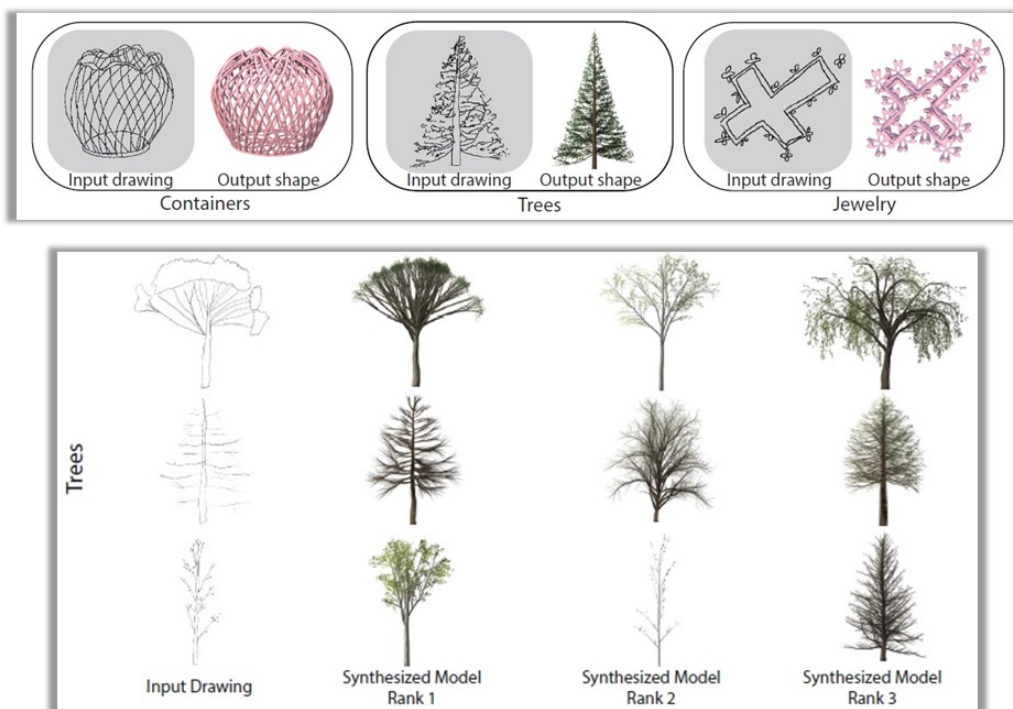 Input drawing Output shape
Containers
Input drawing Output shape
Trees
Input drawing Output shape
Jewelry
Trees
Input Drawing
Synthesized Model
Rank 1
Synthesized Model
Rank 2
Synthesized Model
Rank 3